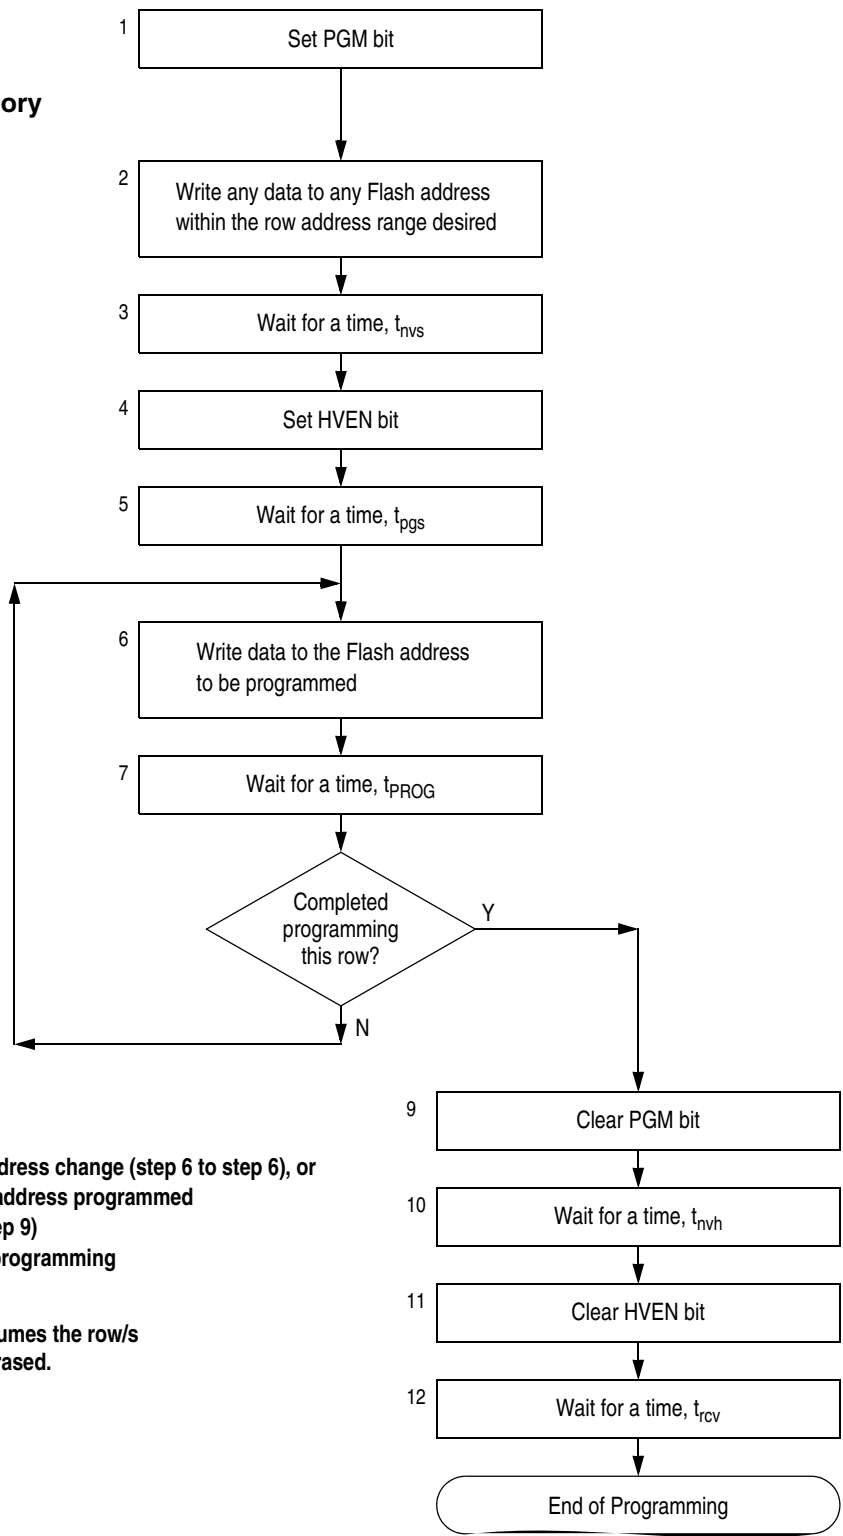 1
Set PGM bit
ory
2
Write any data to any Flash address
within the row address range desired
3
Wait for a time, tnvs
4
Set HVEN bit
5
Wait for a time, tpgs
6
Write data to the Flash address
to be programmed
7
Wait for a time, tPROG
Completed
programming
this row?
Y
N
9
Clear PGM bit
dress change (step 6 to step 6), or
address programmed
ep 9)
programming
umes the row/s
rased.
10
Wait for a time, tnvh
11
Clear HVEN bit
12
Wait for a time, trcv
End of Programming